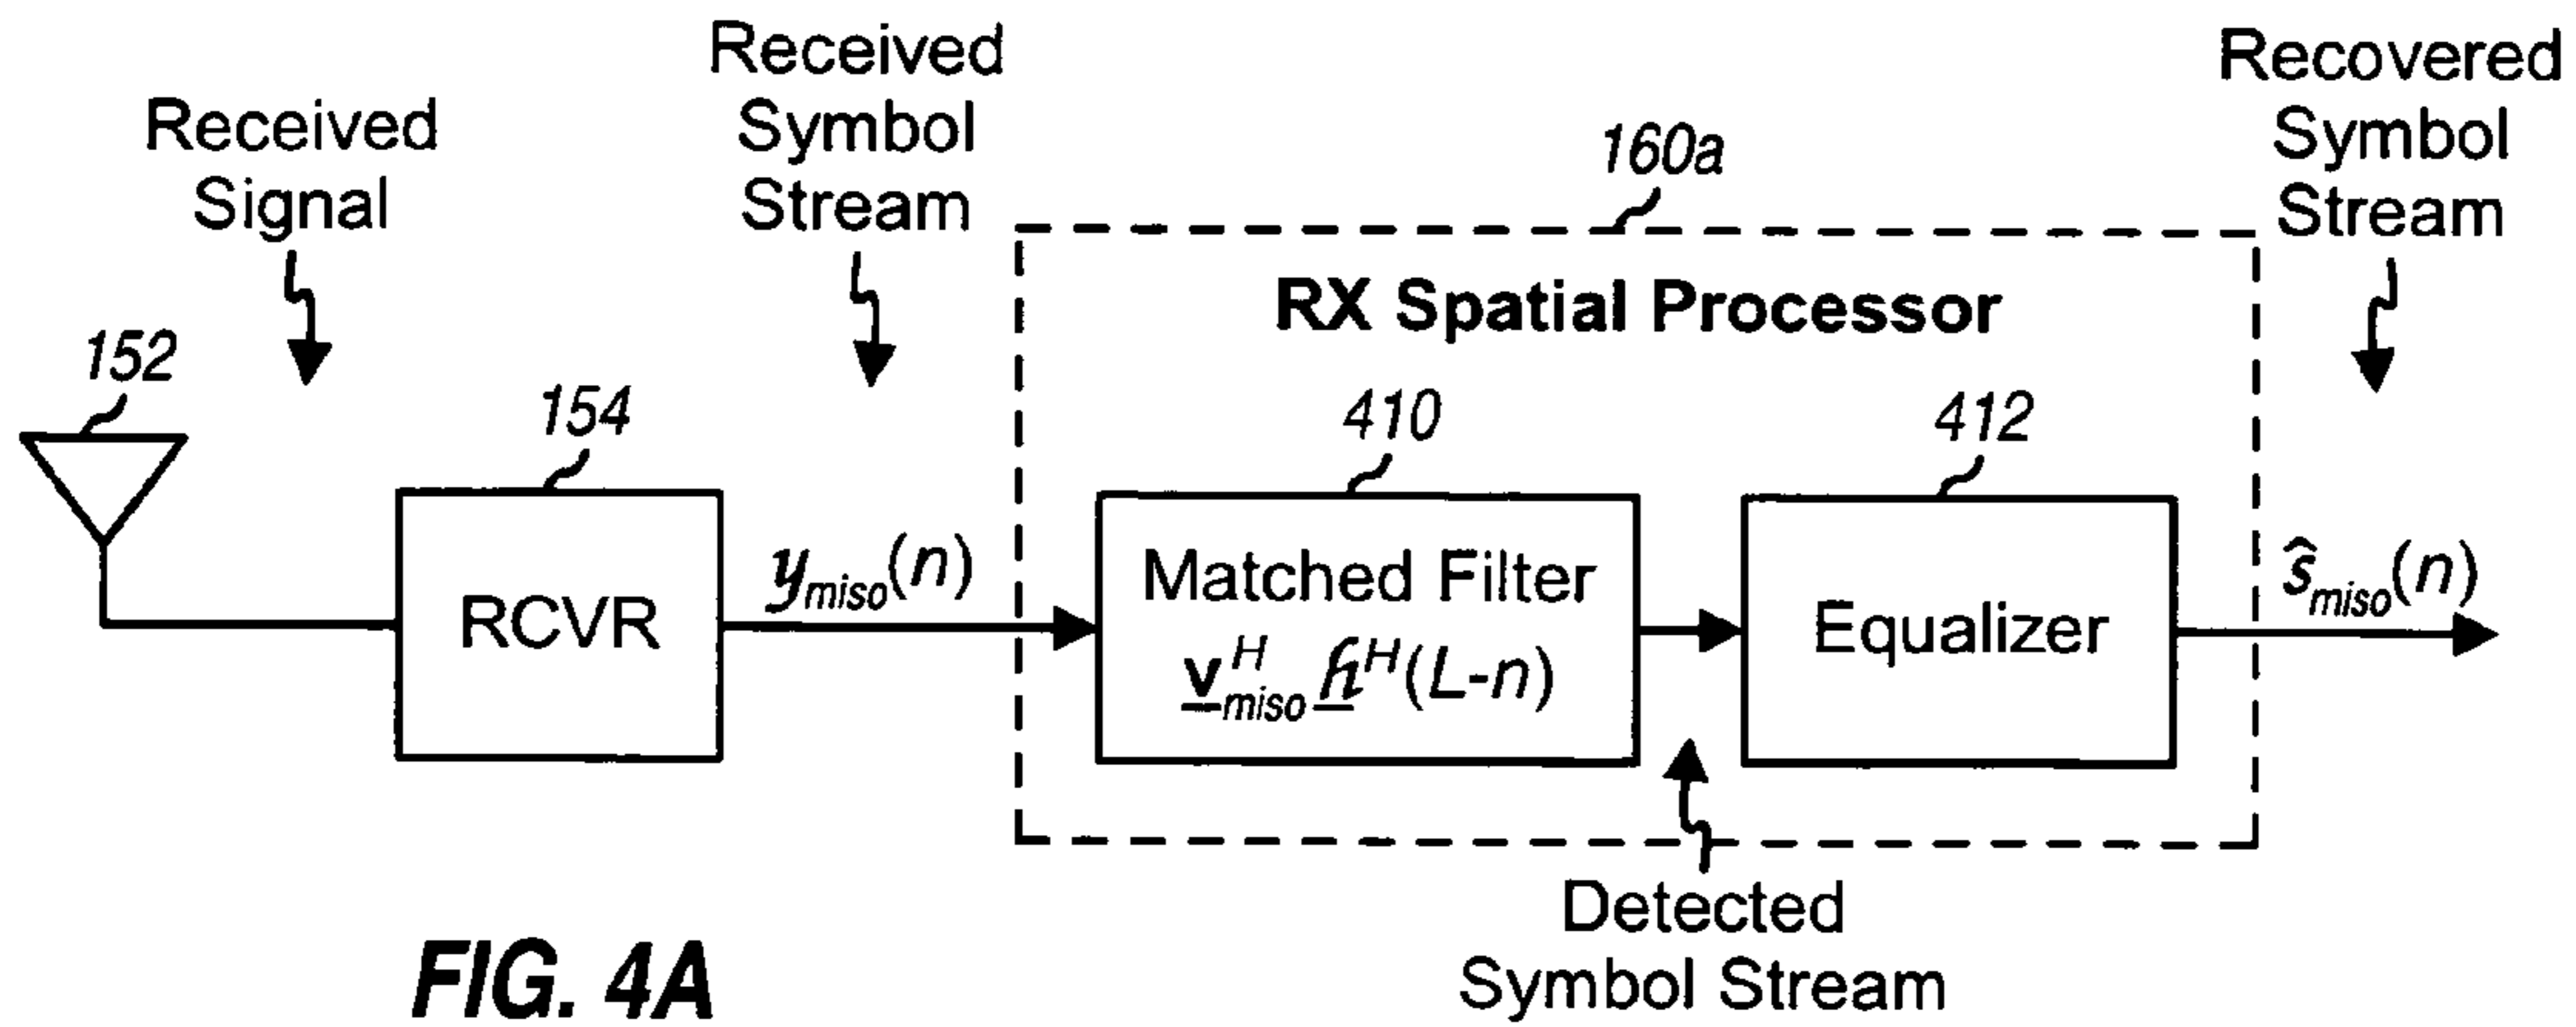 Received
Signal
Received
Symbol
Stream
Recovered
Symbol
Stream
160a
RX Spatial Processor
152
154
410
412
RCVR
y_miso(n)
Matched Filter
v^H_miso h^H(L-n)
Equalizer
ŝ_miso(n)
Detected
Symbol Stream
FIG. 4A